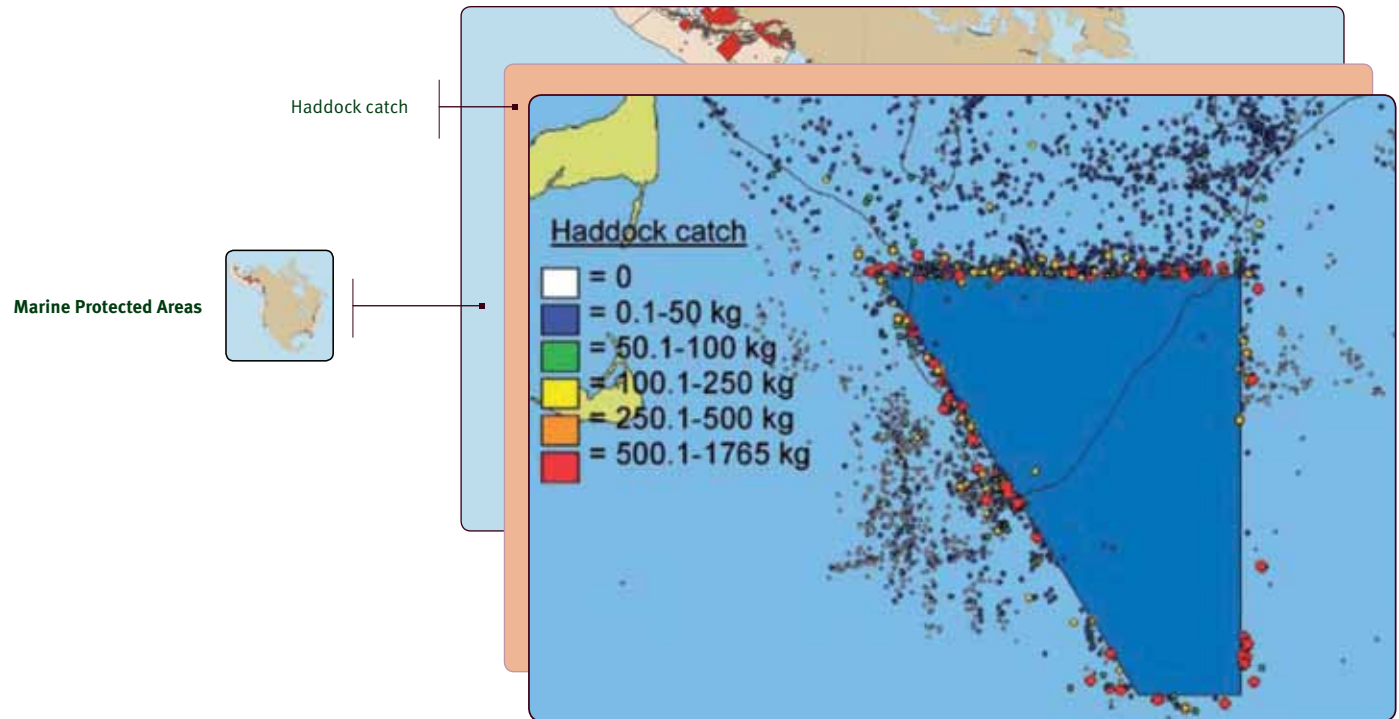 Haddock catch
Marine Protected Areas
Haddock catch
= 0
= 0.1-50 kg
= 50.1-100 kg
= 100.1-250 kg
= 250.1-500 kg
= 500.1-1765 kg